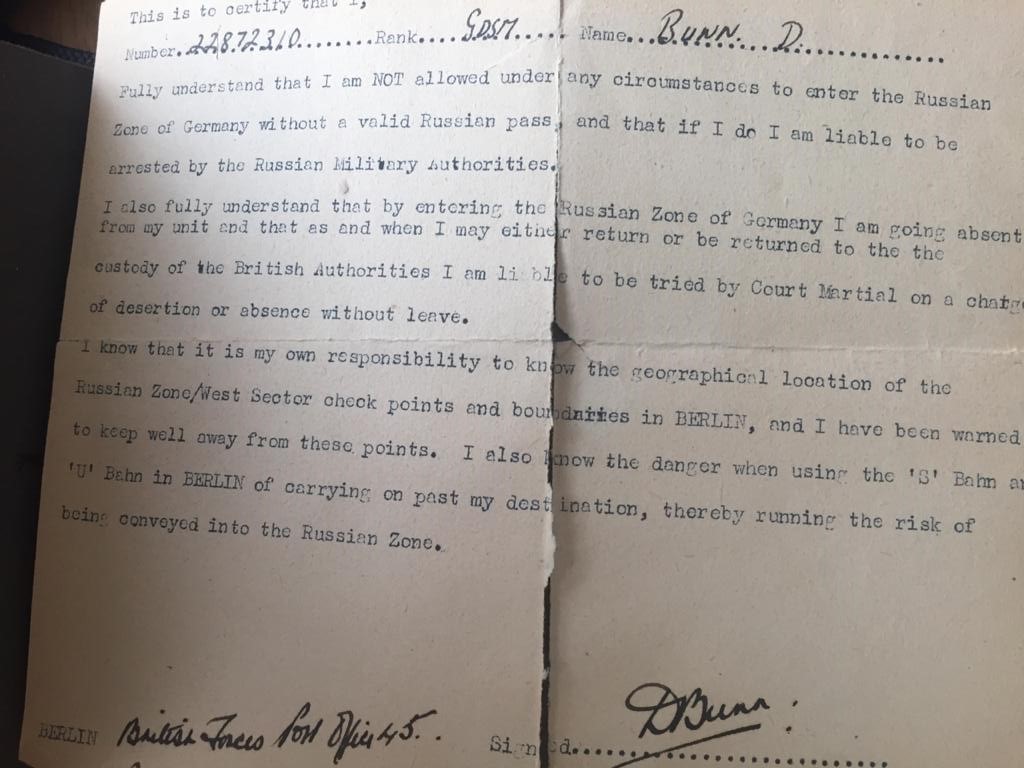 This is to certify that I,
Number.22872310........Rank....GDSM..... Name...BUNN. D..............
Fully understand that I am NOT allowed under any circumstances to enter the Russian
Zone of Germany without a valid Russian pass, and that if I do I am liable to be
arrested by the Russian Military Authorities.
I also fully understand that by entering the Russian Zone of Germany I am going absent
from my unit and that as and when I may either return or be returned to the the
custody of the British Authorities I am liable to be tried by Court Martial on a charge
of desertion or absence without leave.
I know that it is my own responsibility to know the geographical location of the
Russian Zone/West Sector check points and boundaries in BERLIN, and I have been warned
to keep well away from these points. I also know the danger when using the 'S' Bahn an
'U' Bahn in BERLIN of carrying on past my destination, thereby running the risk of
being conveyed into the Russian Zone.
DBunn.
BERLIN British Forces Post Office 45. Signed..............................